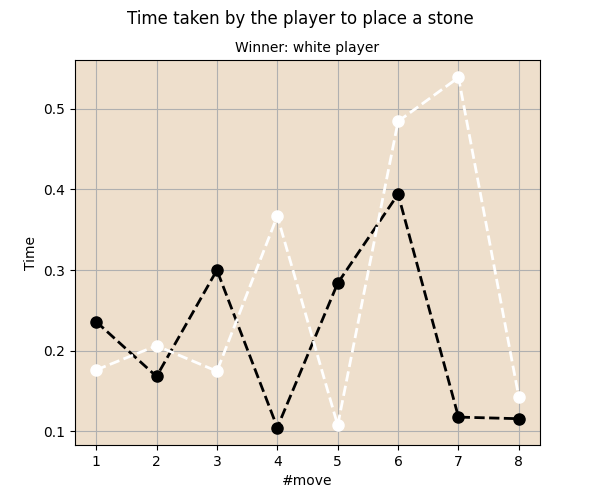 Time taken by the player to place a stone
Winner: white player
0.5
0.4
0.3
0.2
0.1
Time
1 2 3 4 5 6 7 8
#move